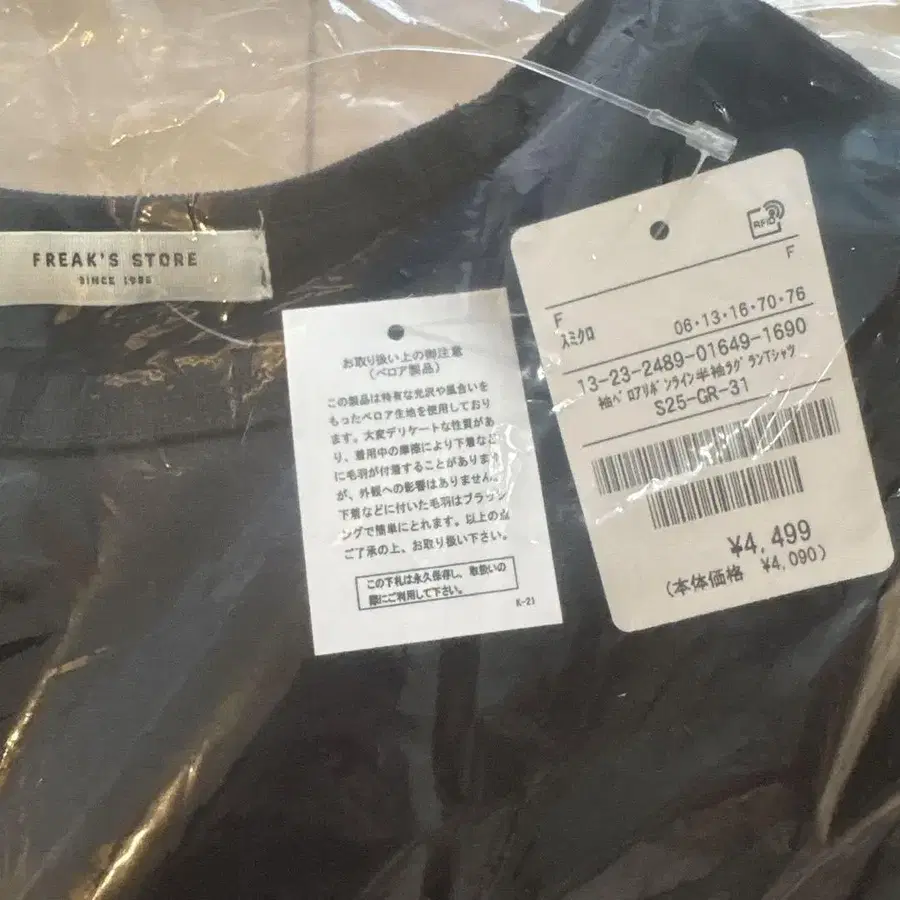 FREAK'S STORE
SINCE 1986
お取り扱い上の御注意
(ベロア製品)
この製品は特有な光沢や風合いを
もったベロア生地を使用しており
ます。大変デリケートな性質があ
り、着用中の摩擦により下着など
に毛羽が付着することがあります
が、外観への影響はありません。
下着などに付いた毛羽はブラッシ
ングで簡単にとれます。以上の点
ご了承の上、お取り扱い下さい。
この下札は永久保存し、取扱いの
際にご利用して下さい。
K-21
RFID
F
F
スミクロ 06・13・16・70・76
13-23-2489-01649-1690
袖ベロアリボンライン半袖ラグランTシャツ
S25-GR-31
¥4,499
(本体価格 ¥4,090)